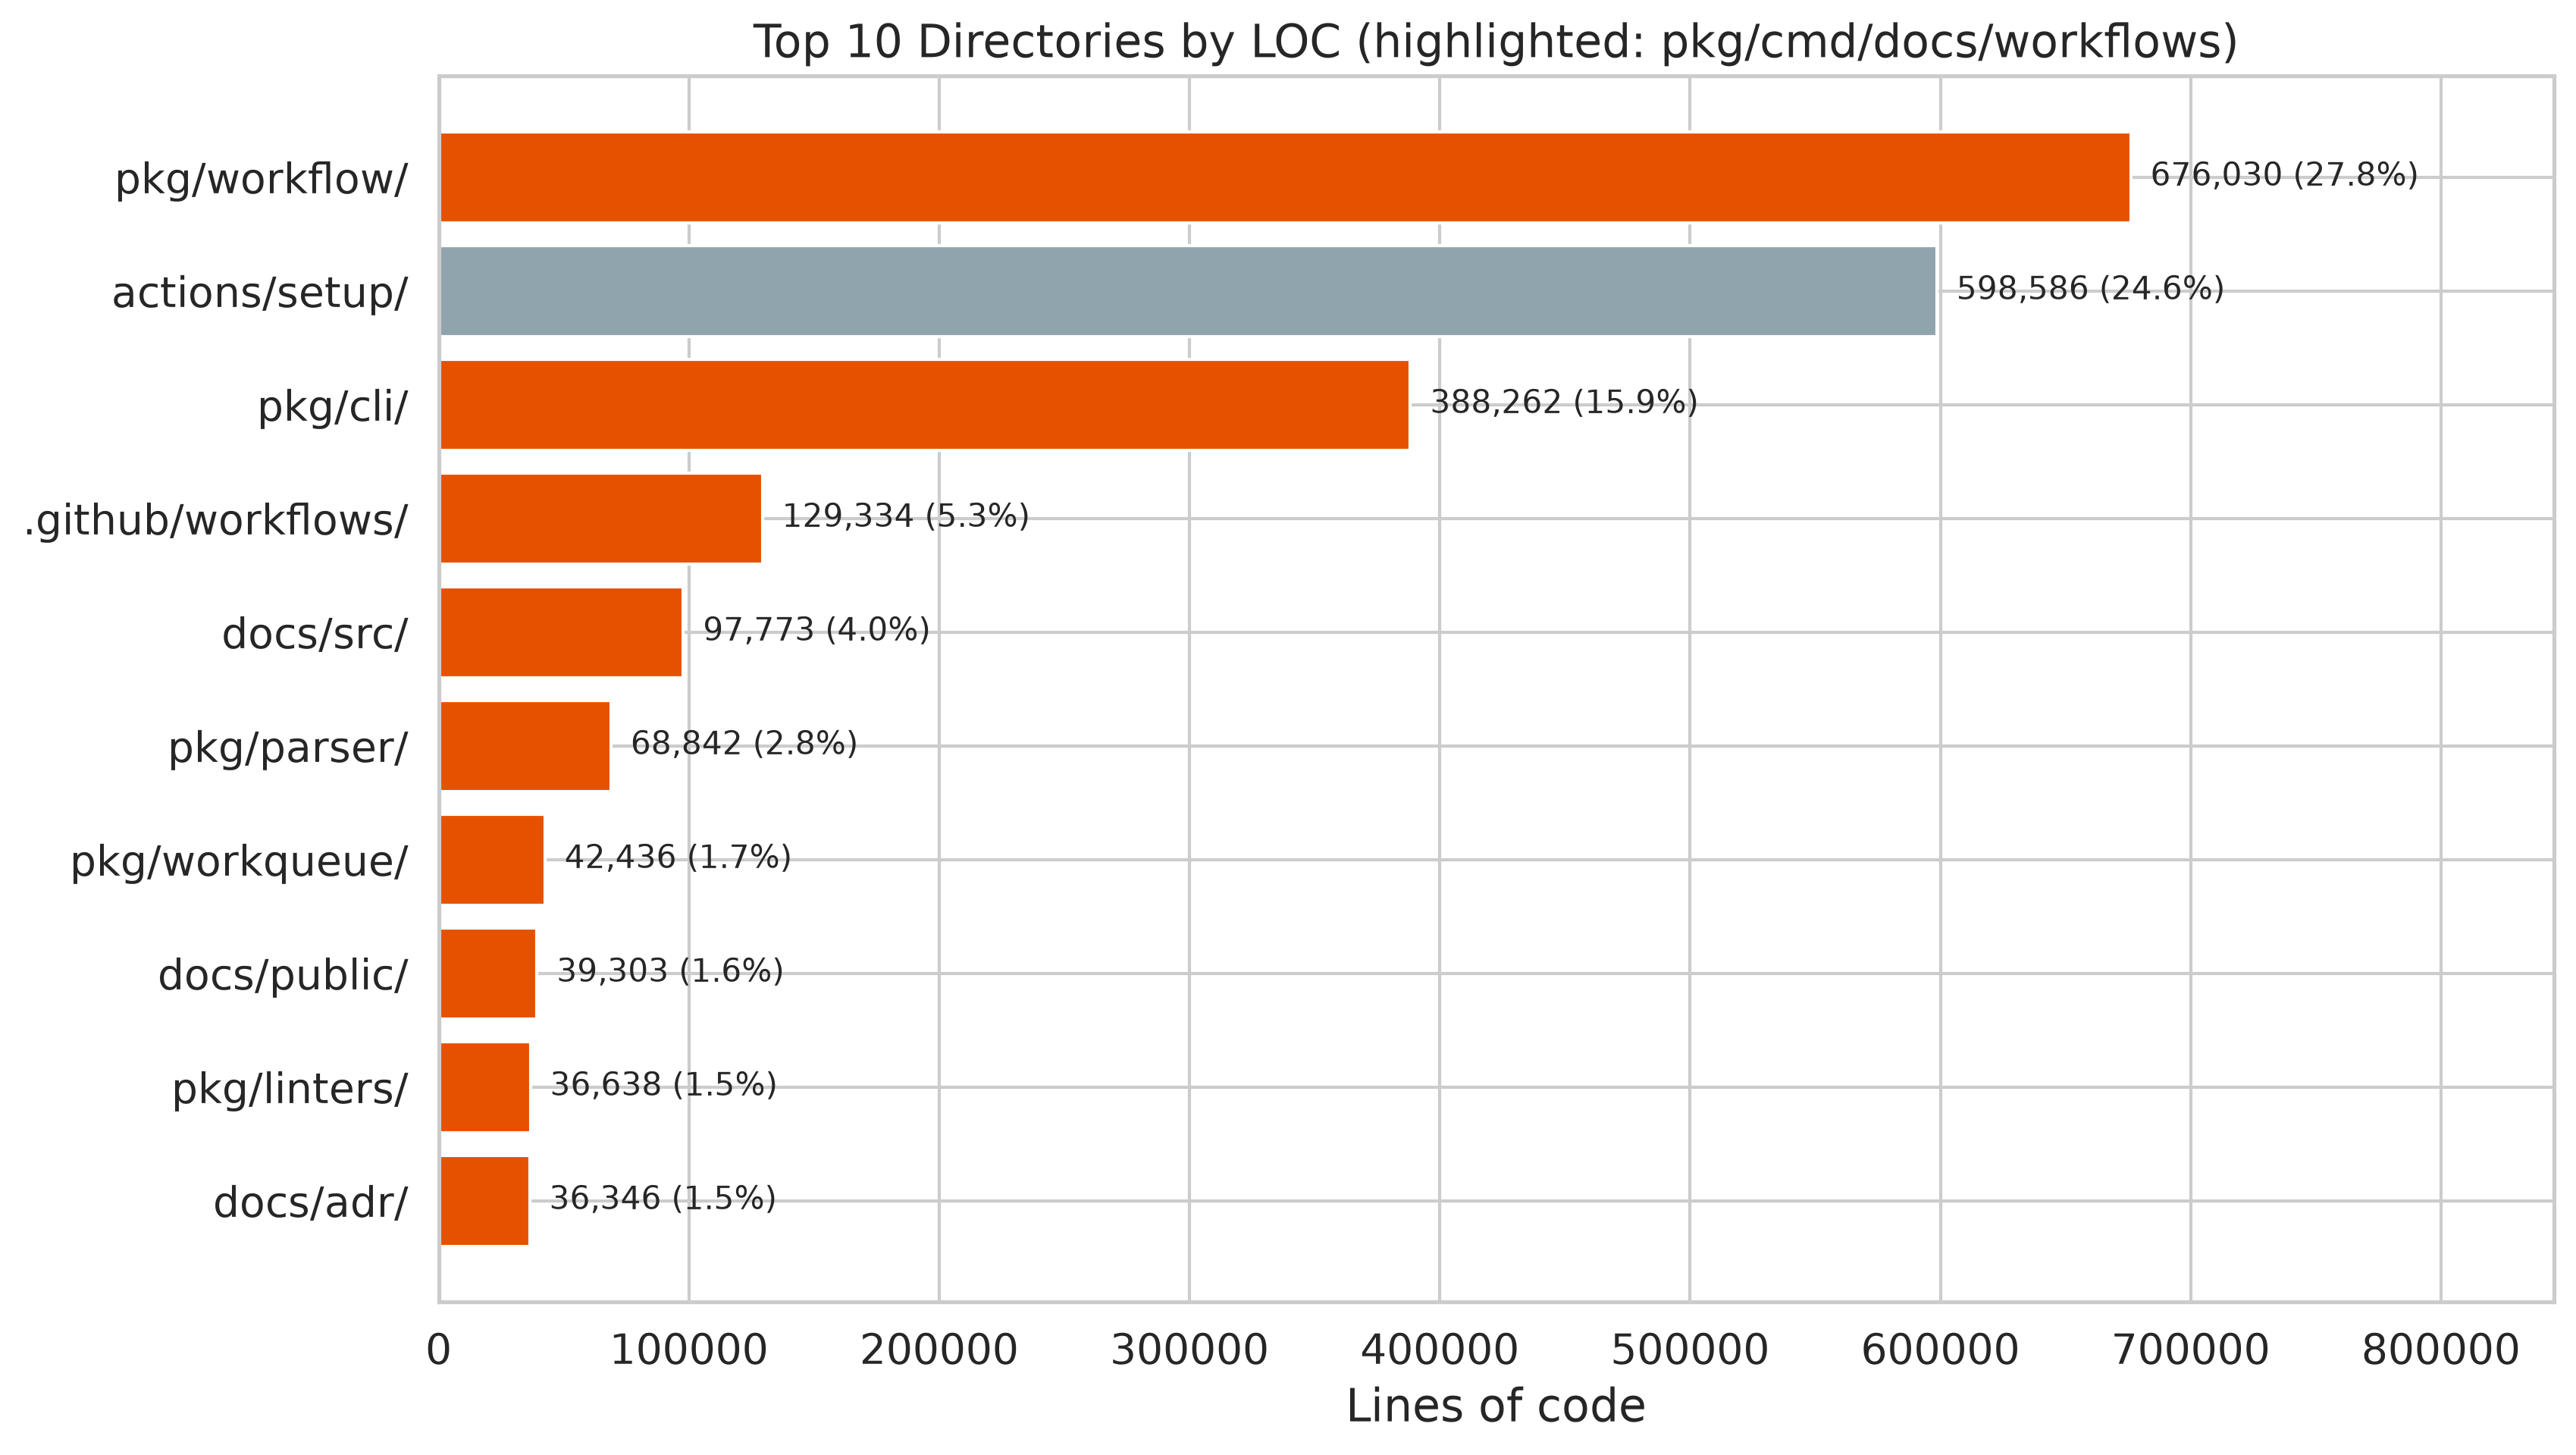 Top 10 Directories by LOC (highlighted: pkg/cmd/docs/workflows)
pkg/workflow/ 676,030 (27.8%)
actions/setup/ 598,586 (24.6%)
pkg/cli/ 388,262 (15.9%)
.github/workflows/ 129,334 (5.3%)
docs/src/ 97,773 (4.0%)
pkg/parser/ 68,842 (2.8%)
pkg/workqueue/ 42,436 (1.7%)
docs/public/ 39,303 (1.6%)
pkg/linters/ 36,638 (1.5%)
docs/adr/ 36,346 (1.5%)
0 100000 200000 300000 400000 500000 600000 700000 800000
Lines of code